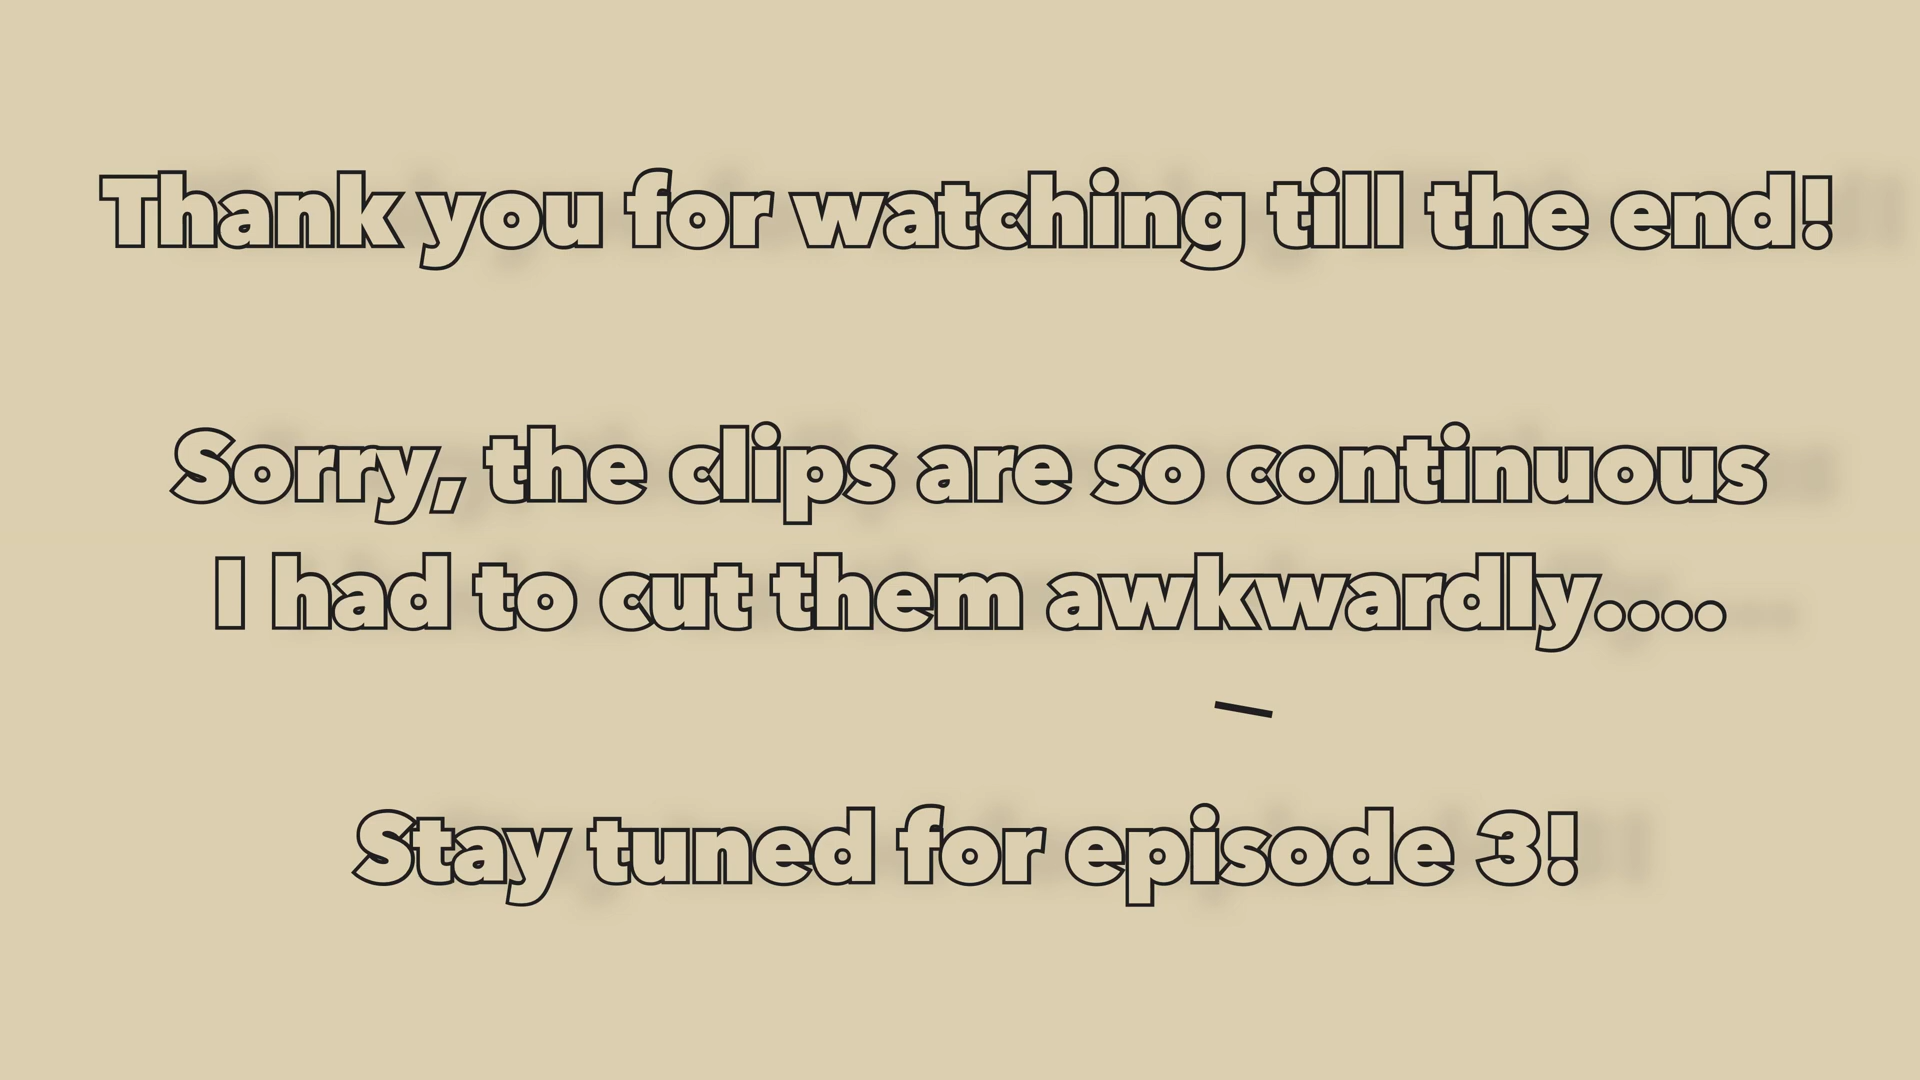 Thank you for watching till the end!
Sorry, the clips are so continuous
I had to cut them awkwardly....
Stay tuned for episode 3!